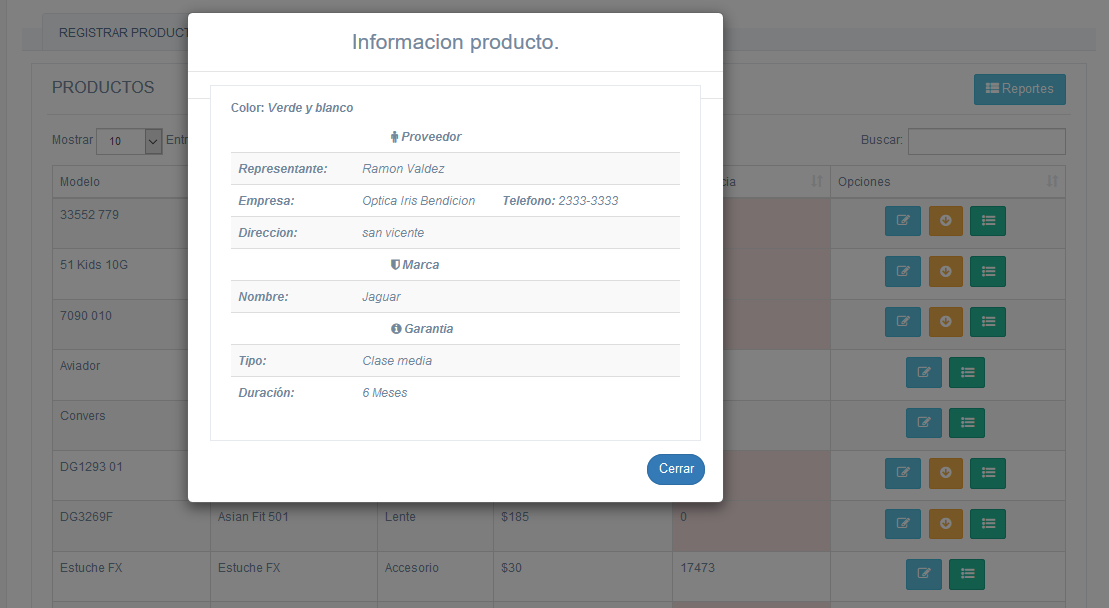 REGISTRAR PRODUCT
Informacion producto.
PRODUCTOS
Reportes
Color: Verde y blanco
Mostrar 10 Entr
Buscar:
Proveedor
Representante: Ramon Valdez
Modelo
cia
Opciones
Empresa: Optica Iris Bendicion Telefono: 2333-3333
33552 779
Direccion: san vicente
Marca
51 Kids 10G
Nombre: Jaguar
7090 010
Garantia
Tipo: Clase media
Aviador
Duración: 6 Meses
Convers
DG1293 01
Cerrar
DG3269F Asian Fit 501 Lente $185 0
Estuche FX Estuche FX Accesorio $30 17473